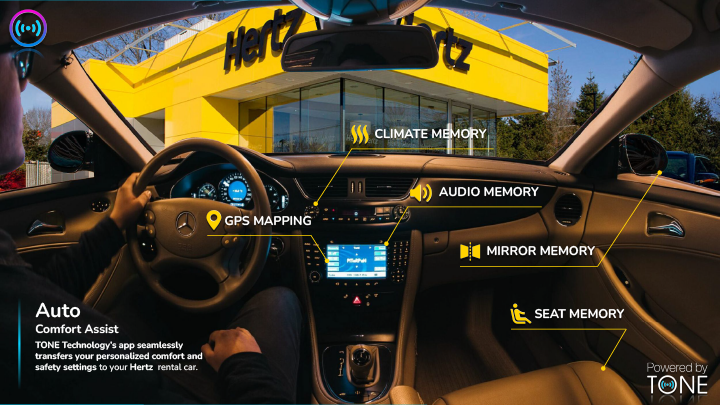 Hertz
Hertz
CLIMATE MEMORY
AUDIO MEMORY
GPS MAPPING
MIRROR MEMORY
SEAT MEMORY
Auto
Comfort Assist
TONE Technology's app seamlessly
transfers your personalized comfort and
safety settings to your Hertz rental car.
Powered by
TONE